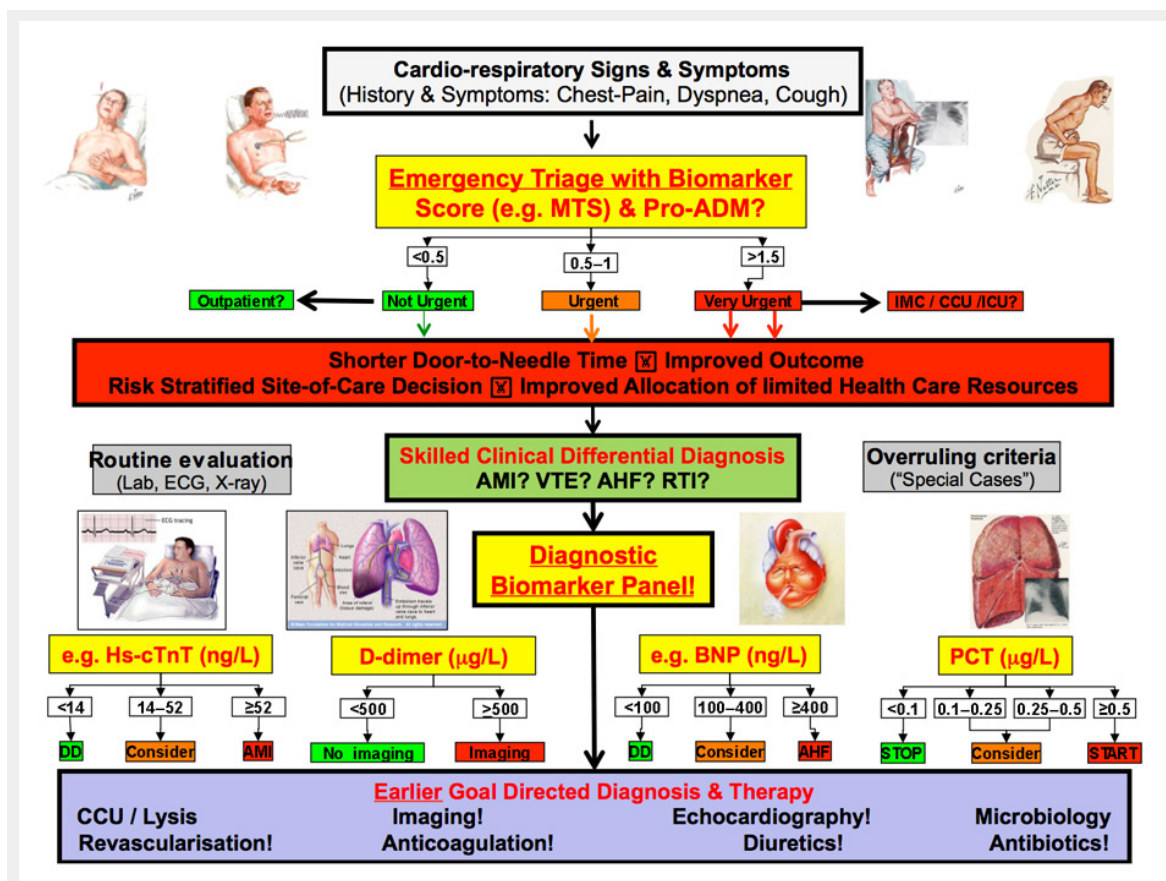 Cardio-respiratory Signs & Symptoms
(History & Symptoms: Chest-Pain, Dyspnea, Cough)
Emergency Triage with Biomarker
Score (e.g. MTS) & Pro-ADM?
<0.5
0.5–1
>1.5
Outpatient?
Not Urgent
Urgent
Very Urgent
IMC / CCU /ICU?
Shorter Door-to-Needle Time Improved Outcome
Risk Stratified Site-of-Care Decision Improved Allocation of limited Health Care Resources
Routine evaluation
(Lab, ECG, X-ray)
Skilled Clinical Differential Diagnosis
AMI? VTE? AHF? RTI?
Overruling criteria
(“Special Cases”)
ECG tracing
Lungs
Heart
Embolism
Diagnostic
Biomarker Panel!
e.g. Hs-cTnT (ng/L)
D-dimer (µg/L)
e.g. BNP (ng/L)
PCT (µg/L)
<14
14–52
≥52
<500
≥500
<100
100–400
≥400
<0.1
0.1–0.25
0.25–0.5
≥0.5
DD
Consider
AMI
No imaging
Imaging
DD
Consider
AHF
STOP
Consider
START
Earlier Goal Directed Diagnosis & Therapy
CCU / Lysis
Revascularisation!
Imaging!
Anticoagulation!
Echocardiography!
Diuretics!
Microbiology
Antibiotics!